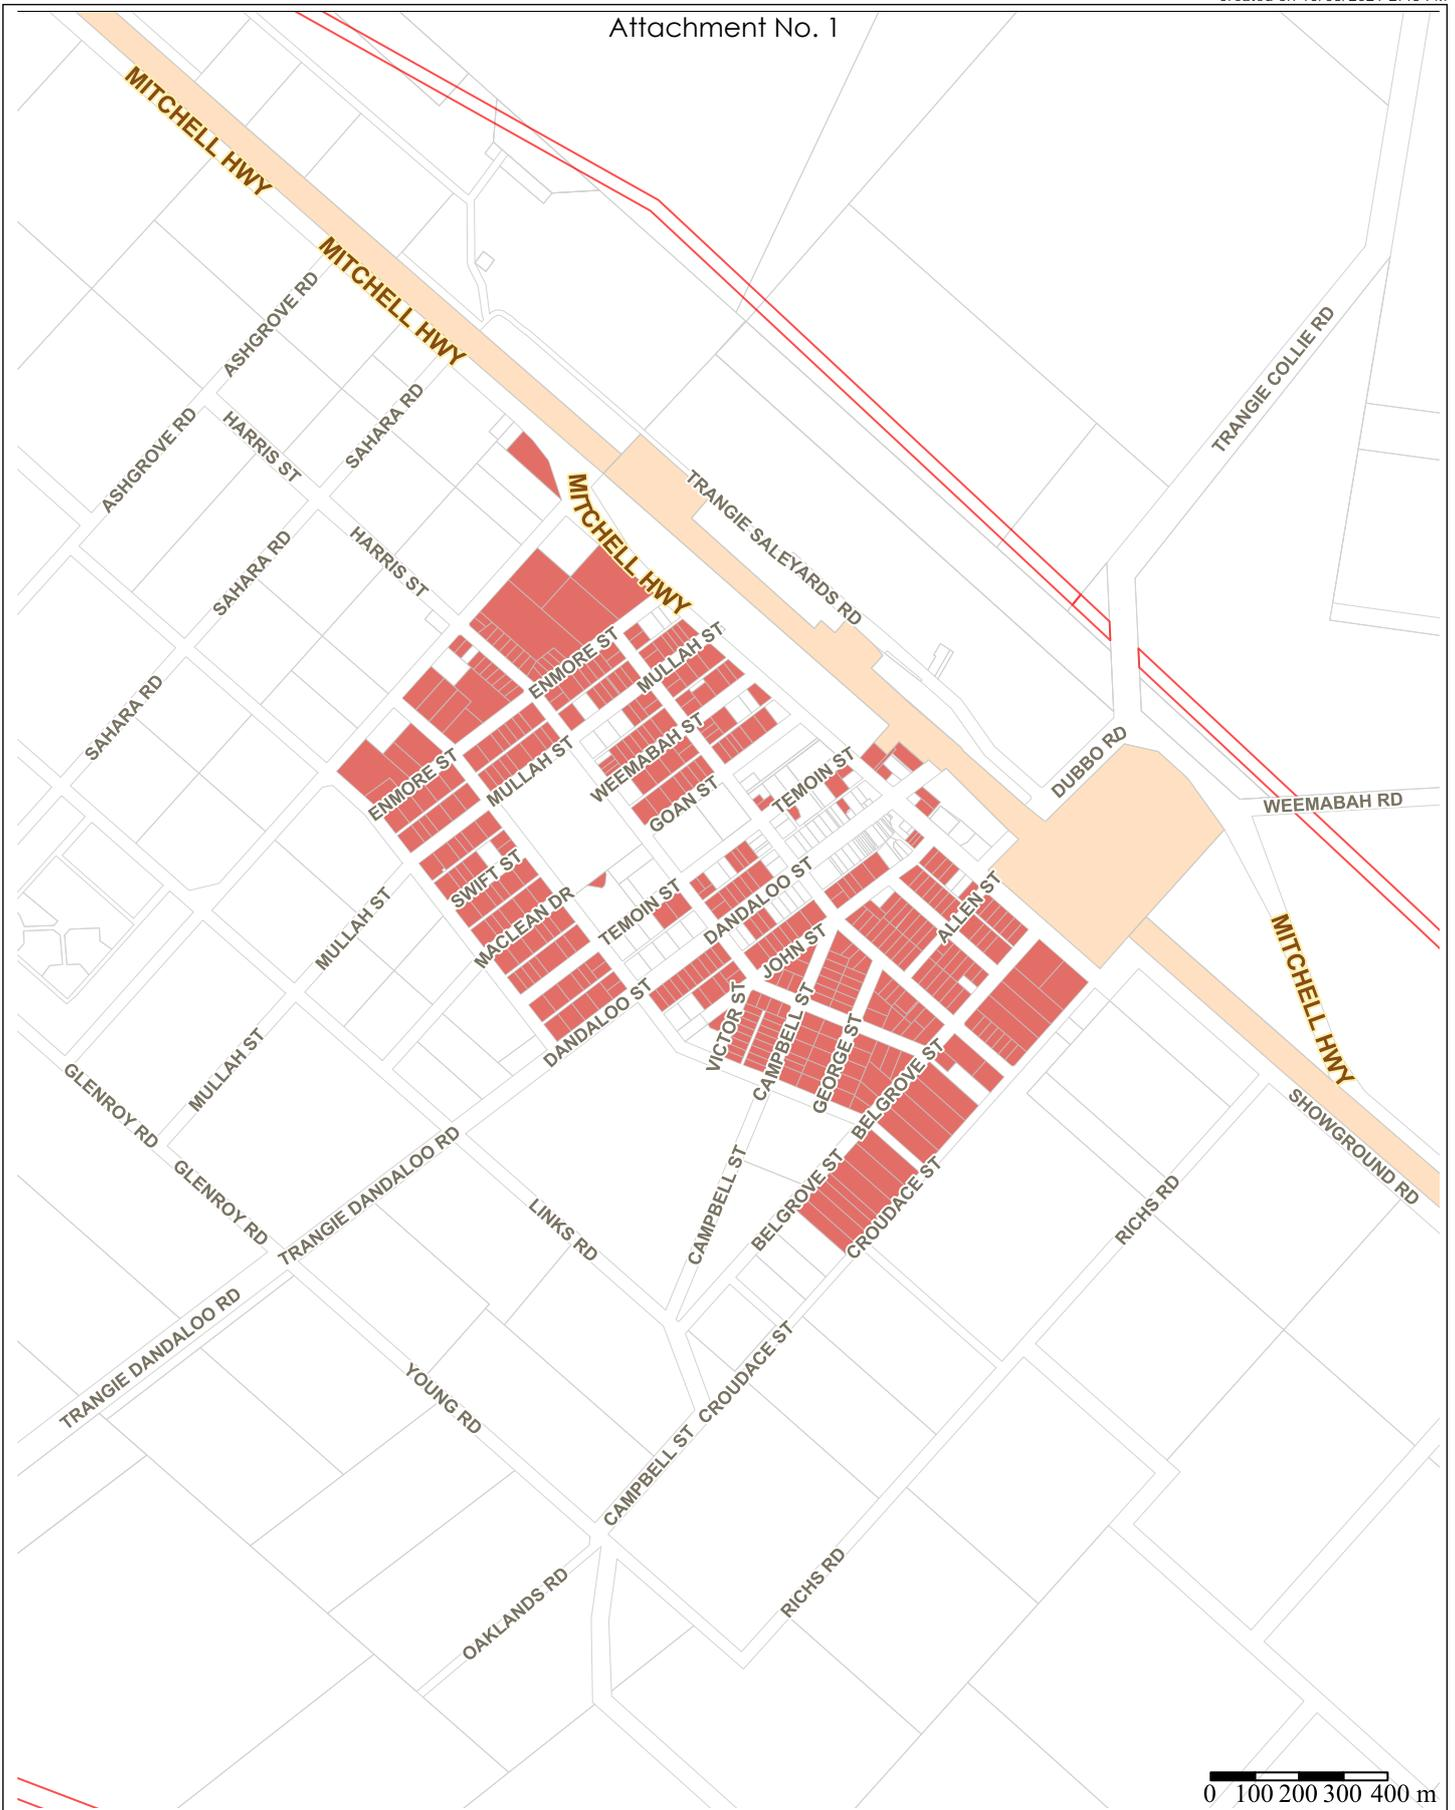 Attachment No. 1
MITCHELL HWY
MITCHELL HWY
ASHGROVE RD
TRANGIE COLLIE RD
SAHARA RD
ASHGROVE RD
HARRIS ST
MITCHELL HWY
TRANGIE SALEYARDS RD
SAHARA RD
HARRIS ST
ENMORE ST
MULLAH ST
SAHARA RD
WEEMABAH ST
DUBBO RD
ENMORE ST
MULLAH ST
GOAN ST
TEMOIN ST
WEEMABAH RD
SWIFT ST
DANDALOO ST
ALLEN ST
MULLAH ST
MACLEAN DR
TEMOIN ST
JOHN ST
MITCHELL HWY
DANDALOO ST
VICTOR ST
CAMPBELL ST
GEORGE ST
BELGROVE ST
MULLAH ST
GLENROY RD
SHOWGROUND RD
GLENROY RD
TRANGIE DANDALOO RD
LINKS RD
CAMPBELL ST
BELGROVE ST
CROUDACE ST
RICHS RD
TRANGIE DANDALOO RD
YOUNG RD
CROUDACE ST
CAMPBELL ST
OAKLANDS RD
RICHS RD
0 100 200 300 400 m